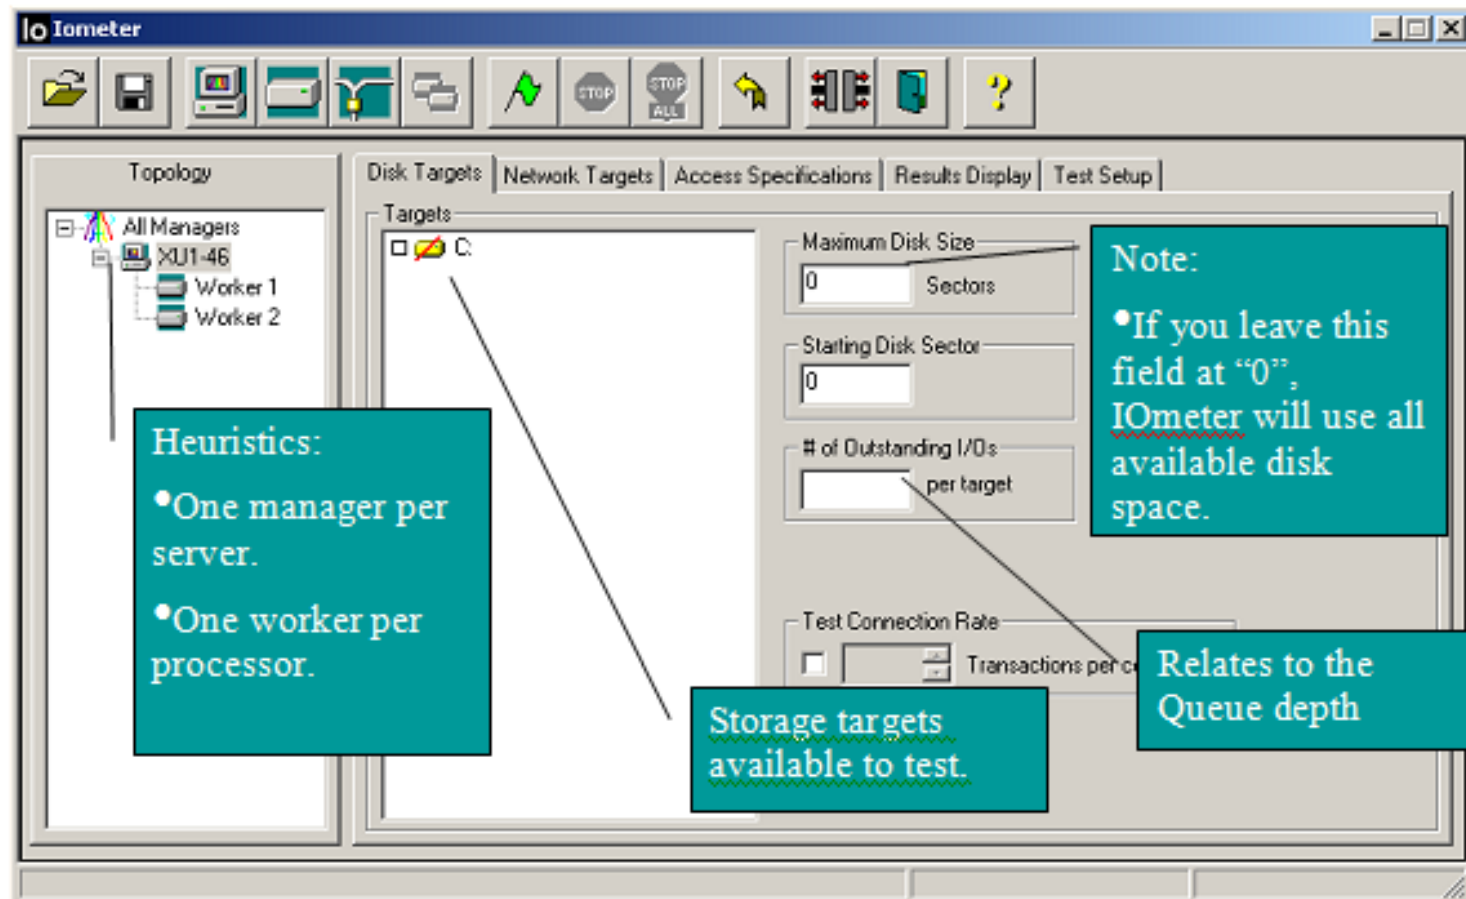 Iometer
STOP
STOP
ALL
?
Topology
Disk Targets
Network Targets
Access Specifications
Results Display
Test Setup
All Managers
XU1-46
Worker 1
Worker 2
Targets
C:
Maximum Disk Size
0
Sectors
Starting Disk Sector
0
# of Outstanding I/Os
per target
Test Connection Rate
Transactions per
Note:
•If you leave this
field at “0”,
IOmeter will use all
available disk
space.
Heuristics:
•One manager per
server.
•One worker per
processor.
Storage targets
available to test.
Relates to the
Queue depth